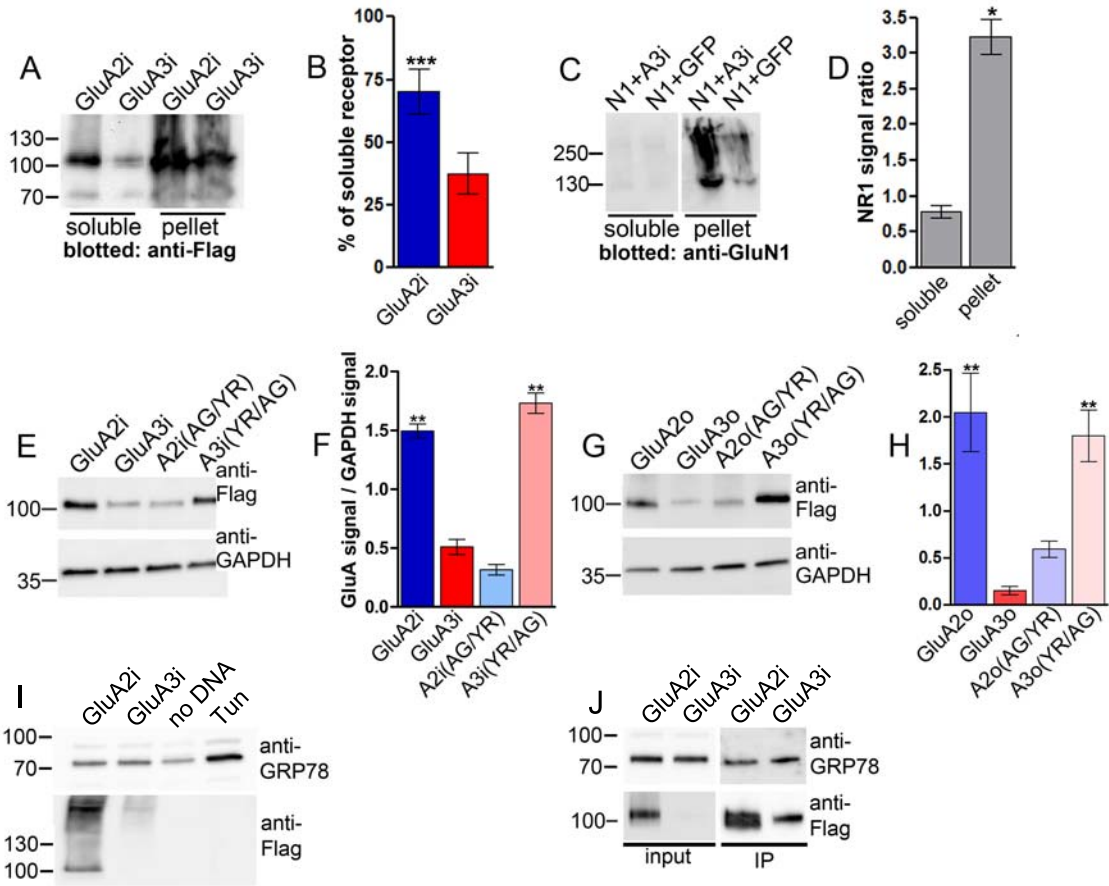 A
GluA2i
GluA3i
GluA2i
GluA3i
130
100
70
soluble
pellet
blotted: anti-Flag
B
% of soluble receptor
100
75
50
25
0
***
GluA2i
GluA3i
C
N1+A3i
N1+GFP
N1+A3i
N1+GFP
250
130
soluble
pellet
blotted: anti-GluN1
D
NR1 signal ratio
3.5
3.0
2.5
2.0
1.5
1.0
0.5
0.0
*
soluble
pellet
E
GluA2i
GluA3i
A2i(AG/YR)
A3i(YR/AG)
100
anti-
Flag
35
anti-
GAPDH
F
GluA signal / GAPDH signal
2.0
1.5
1.0
0.5
0.0
**
**
GluA2i
GluA3i
A2i(AG/YR)
A3i(YR/AG)
G
GluA2o
GluA3o
A2o(AG/YR)
A3o(YR/AG)
100
anti-
Flag
35
anti-
GAPDH
H
2.5
2.0
1.5
1.0
0.5
0.0
**
**
GluA2o
GluA3o
A2o(AG/YR)
A3o(YR/AG)
I
GluA2i
GluA3i
no DNA
Tun
100
70
anti-
GRP78
130
100
anti-
Flag
J
GluA2i
GluA3i
GluA2i
GluA3i
100
70
anti-
GRP78
100
anti-
Flag
input
IP